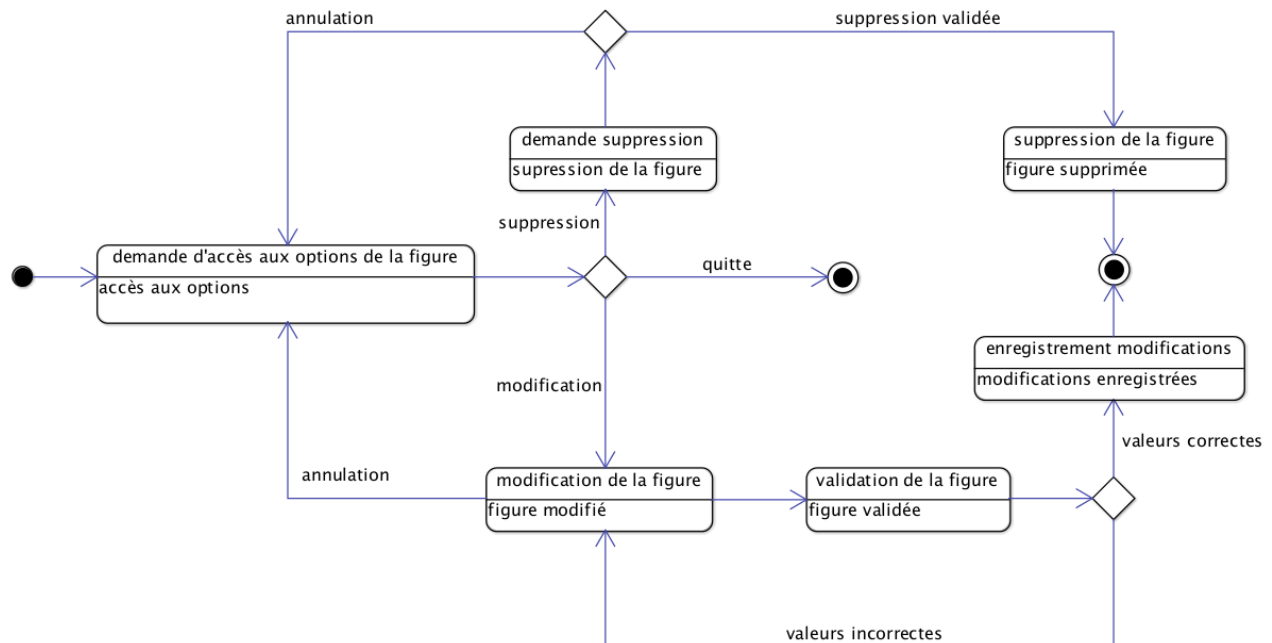 annulation
suppression validée
demande suppression
supression de la figure
suppression de la figure
figure supprimée
suppression
demande d'accès aux options de la figure
accès aux options
quitte
enregistrement modifications
modifications enregistrées
modification
valeurs correctes
annulation
modification de la figure
figure modifié
validation de la figure
figure validée
valeurs incorrectes